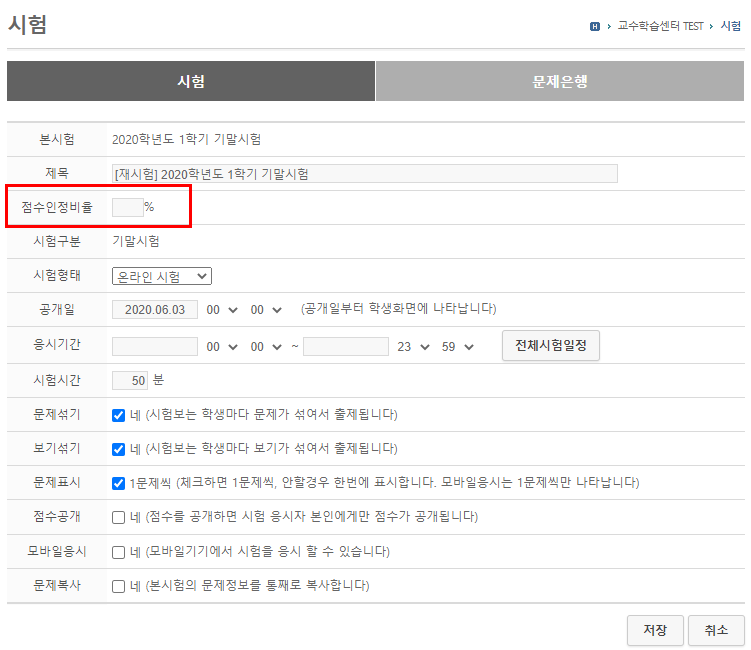 시험
H > 교수학습센터 TEST > 시험
시험 문제은행
본시험 2020학년도 1학기 기말시험
제목 [재시험] 2020학년도 1학기 기말시험
점수인정비율 %
시험구분 기말시험
시험형태 온라인 시험
공개일 2020.06.03 00 00 (공개일부터 학생화면에 나타납니다)
응시기간 00 00 ~ 23 59 전체시험일정
시험시간 50 분
문제섞기 네 (시험보는 학생마다 문제가 섞여서 출제됩니다)
보기섞기 네 (시험보는 학생마다 보기가 섞여서 출제됩니다)
문제표시 1문제씩 (체크하면 1문제씩, 안할경우 한번에 표시합니다. 모바일응시는 1문제씩만 나타납니다)
점수공개 네 (점수를 공개하면 시험 응시자 본인에게만 점수가 공개됩니다)
모바일응시 네 (모바일기기에서 시험을 응시 할 수 있습니다)
문제복사 네 (본시험의 문제정보를 통째로 복사합니다)
저장 취소